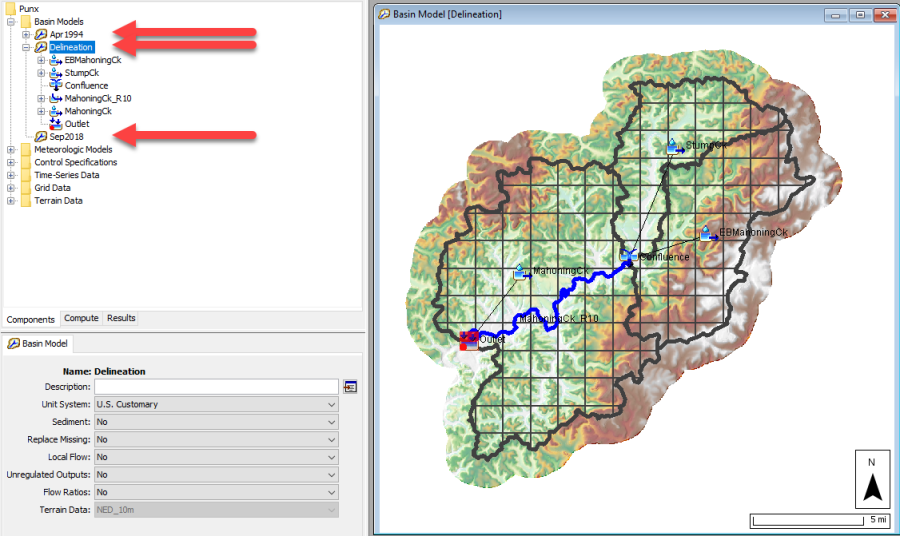 Punx
Basin Models
Apr1994
Delineation
EBMahoningCk
StumpCk
Confluence
MahoningCk_R10
MahoningCk
Outlet
Sep2018
Meteorologic Models
Control Specifications
Time-Series Data
Grid Data
Terrain Data
Components Compute Results
Basin Model
Name: Delineation
Description:
Unit System: U.S. Customary
Sediment: No
Replace Missing: No
Local Flow: No
Unregulated Outputs: No
Flow Ratios: No
Terrain Data: NED_10m
Basin Model [Delineation]
StumpCk
EBMahoningCk
Confluence
MahoningCk
MahoningCk_R10
Outlet
N
5 mi